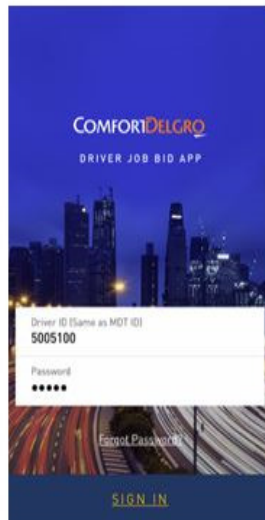 COMFORTDELGRO
DRIVER JOB BID APP
Driver ID (Same as MDT ID)
5005100
Password
•••••
Forgot Password?
SIGN IN